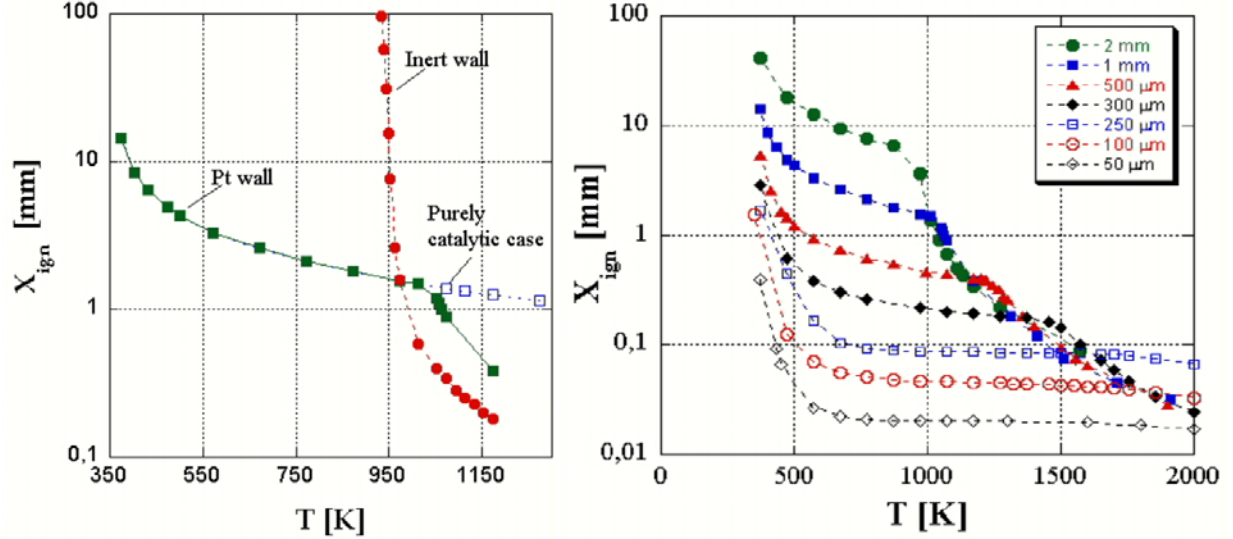 100
10
1
0,1
X_ign [mm]
Inert wall
Pt wall
Purely
catalytic case
350
550
750
950
1150
T [K]
100
10
1
0,1
0,01
X_ign [mm]
2 mm
1 mm
500 µm
300 µm
250 µm
100 µm
50 µm
0
500
1000
1500
2000
T [K]